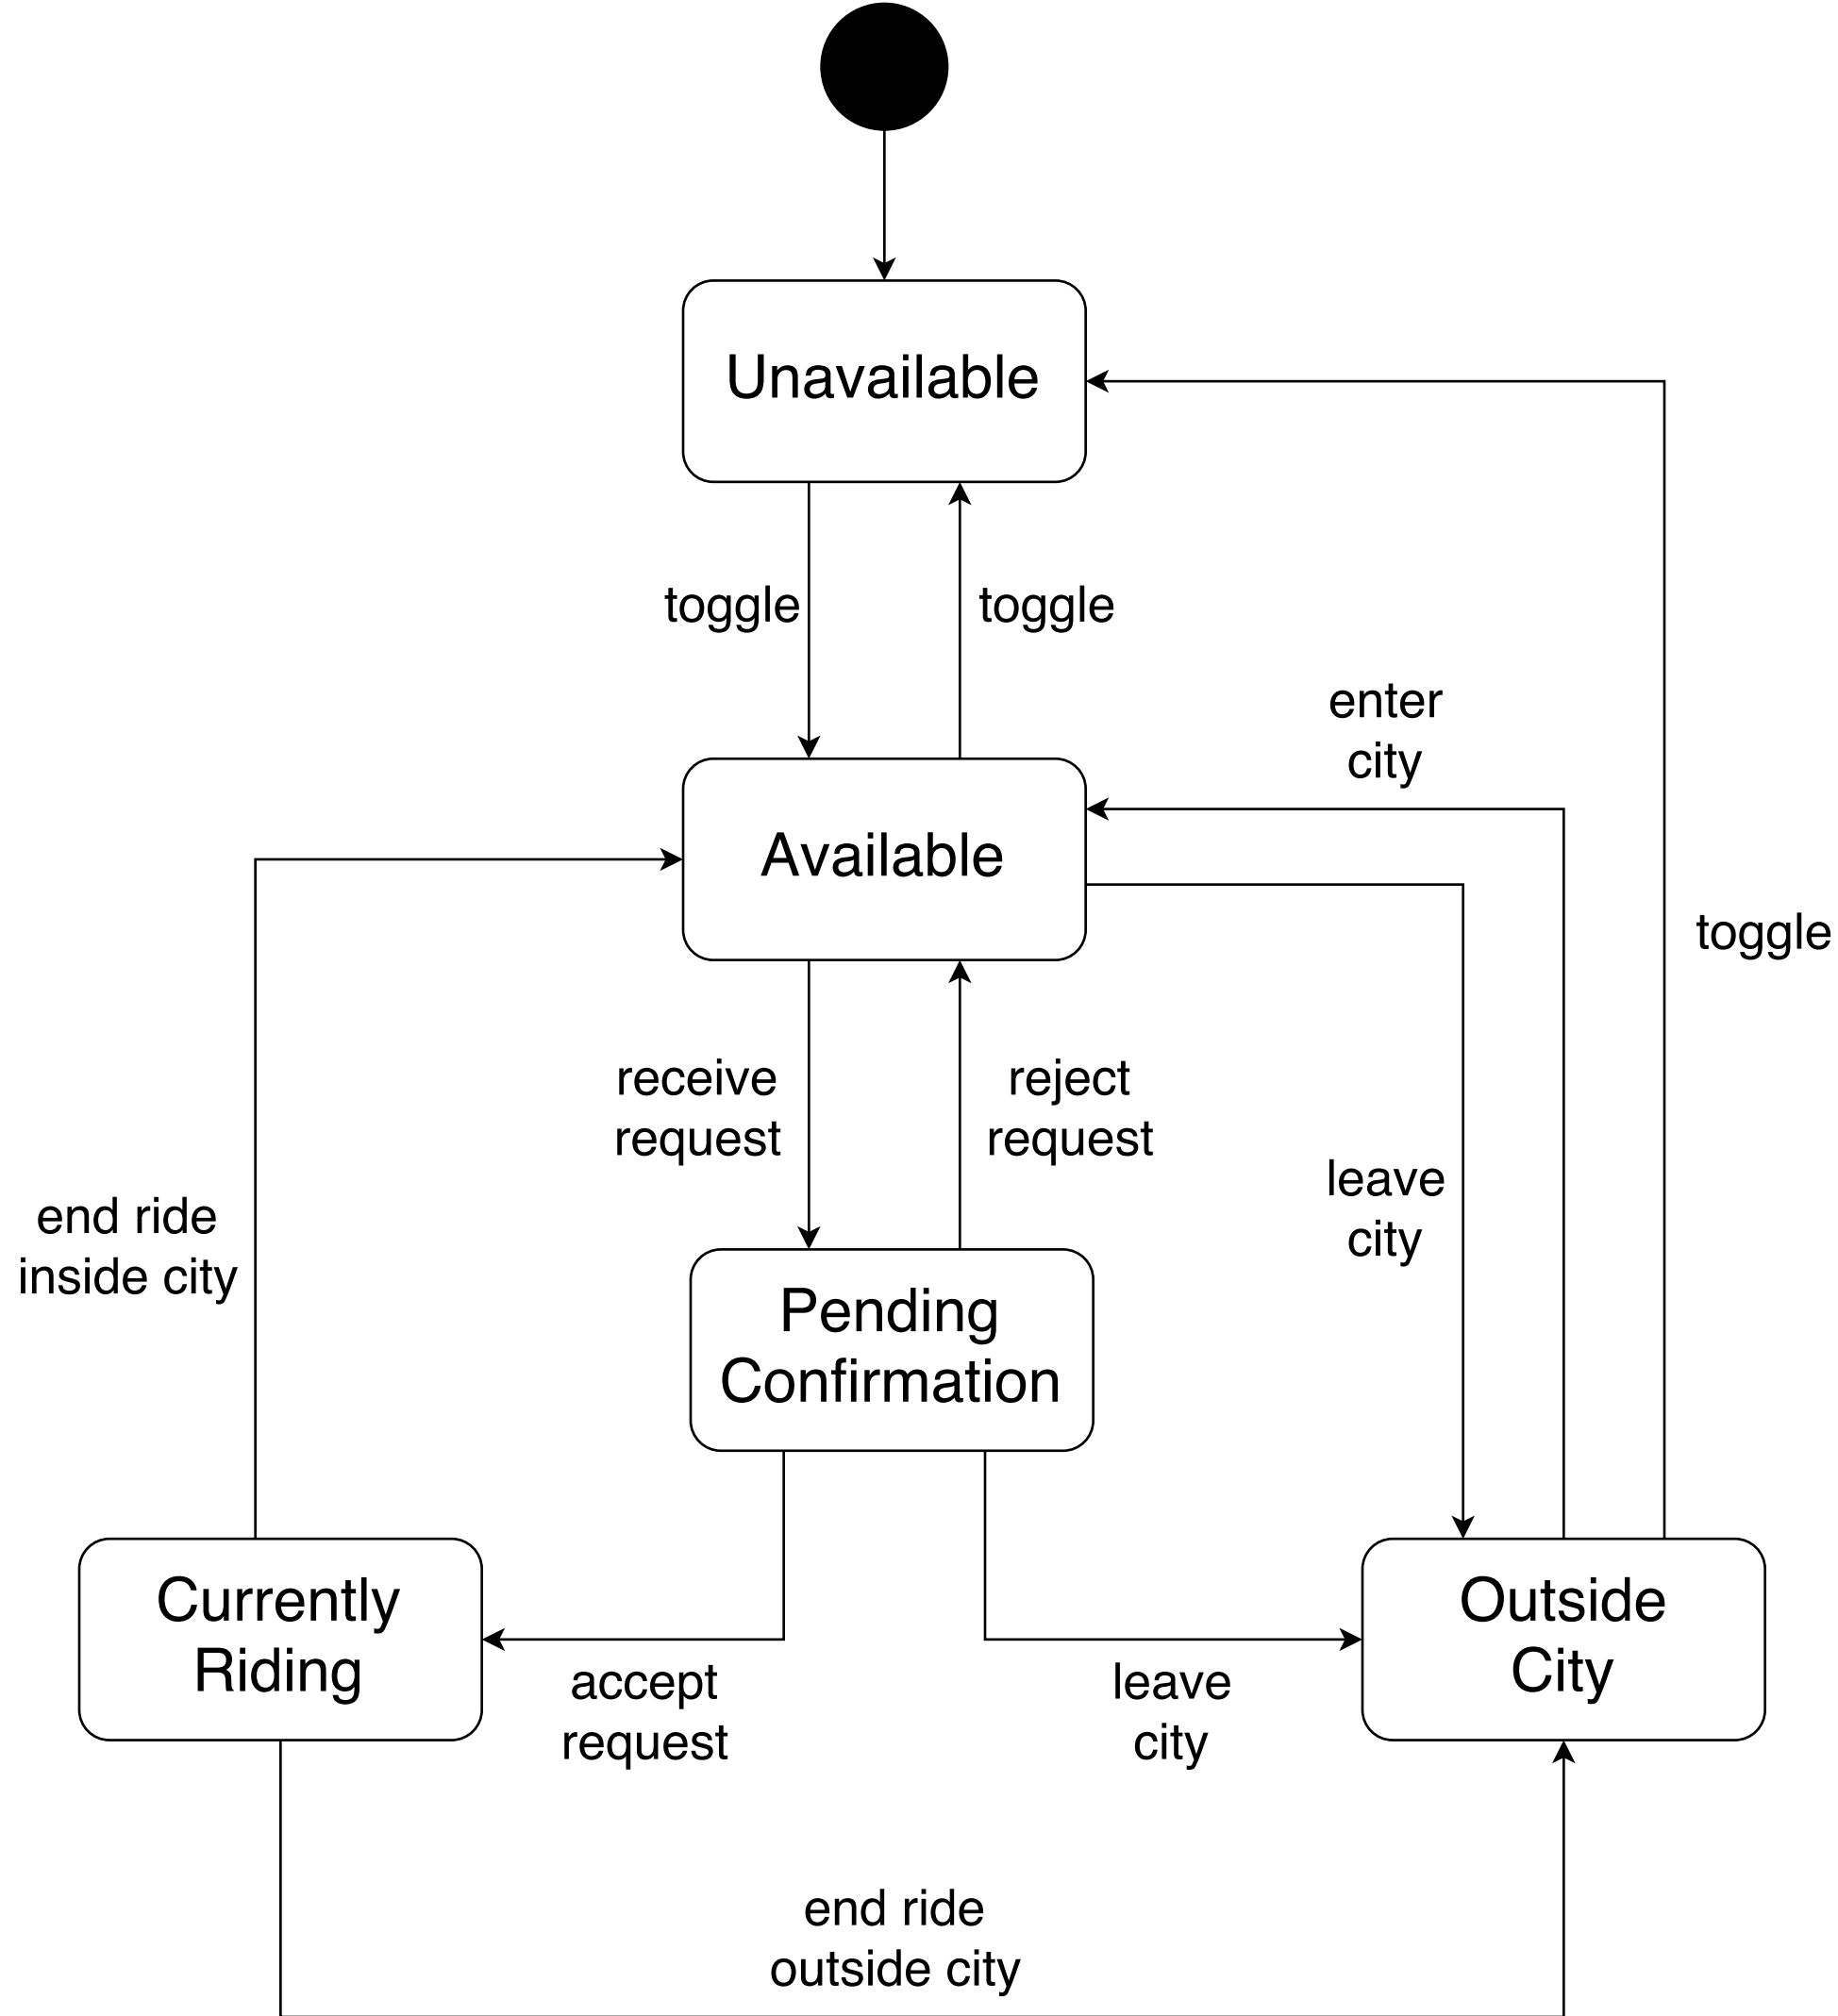 Unavailable
toggle
toggle
enter
city
Available
toggle
receive
request
reject
request
leave
city
end ride
inside city
Pending
Confirmation
Currently
Riding
Outside
City
accept
request
leave
city
end ride
outside city